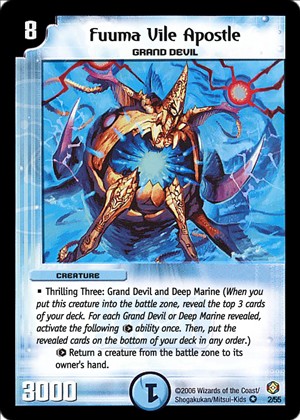 8 Fuuma Vile Apostle
GRAND DEVIL
CREATURE
▪ Thrilling Three: Grand Devil and Deep Marine (When you
put this creature into the battle zone, reveal the top 3 cards
of your deck. For each Grand Devil or Deep Marine revealed,
activate the following ability once. Then, put the
revealed cards on the bottom of your deck in any order.)
Return a creature from the battle zone to its
owner's hand.
3000
1
©2006 Wizards of the Coast/
Shogakukan/Mitsui-Kids 2/55